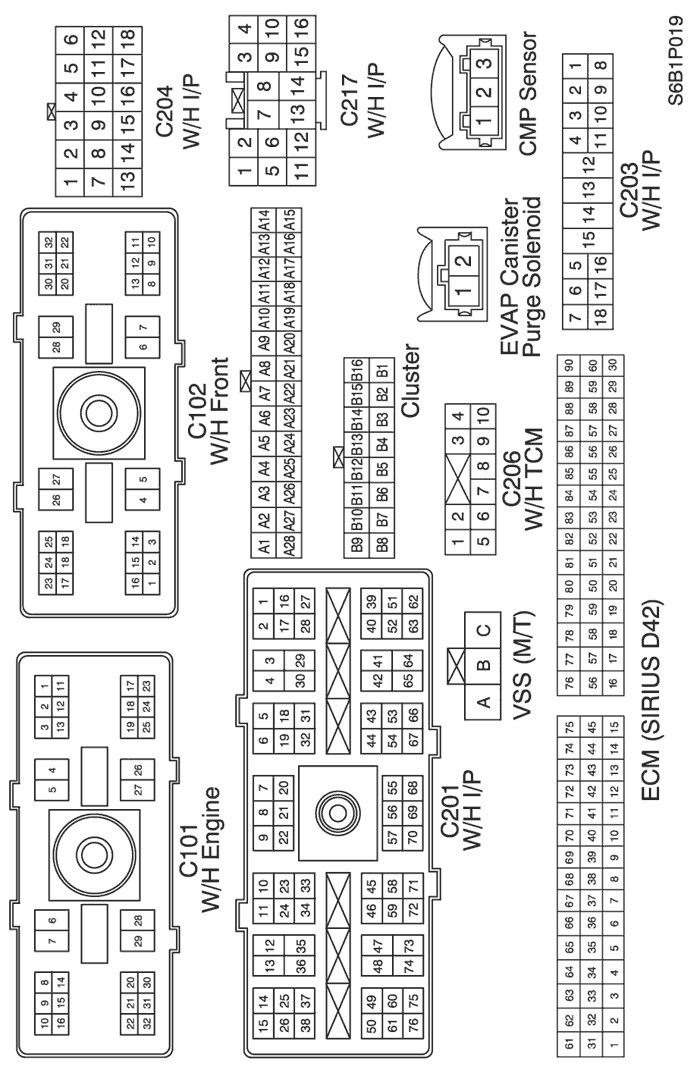 10 9 8 7 6 5 4 3 2 1
16 15 14 13 12 11
22 21 20 29 28 27 26 19 18 17
32 31 30 25 24 23
C101
W/H Engine
23 24 25 26 27 28 29 30 31 32
17 18 18 20 21 22
16 15 14 4 5 6 7 13 12 11
1 2 3 8 9 10
C102
W/H Front
1 2 3 4 5 6
7 8 9 10 11 12
13 14 15 16 17 18
C204
W/H I/P
15 14 13 12 11 10 9 8 7 6 5 4 3 2 1
26 25 24 23 22 21 20 19 18 17 16
38 37 36 35 34 33 32 31 30 29 28 27
50 49 48 47 46 45 44 43 42 41 40 39
61 60 59 58 57 56 55 54 53 52 51
76 75 74 73 72 71 70 69 68 67 66 65 64 63 62
C201
W/H I/P
A1 A2 A3 A4 A5 A6 A7 A8 A9 A10 A11 A12 A13 A14
A28 A27 A26 A25 A24 A23 A22 A21 A20 A19 A18 A17 A16 A15
B9 B10 B11 B12 B13 B14 B15 B16
B8 B7 B6 B5 B4 B3 B2 B1
Cluster
1 2 3 4
5 6 7 8 9 10
11 12 13 14 15 16
C217
W/H I/P
A B C
VSS (M/T)
1 2 3 4
5 6 7 8 9 10
C206
W/H TCM
1 2
EVAP Canister
Purge Solenoid
1 2 3
CMP Sensor
61 62 63 64 65 66 67 68 69 70 71 72 73 74 75 76 77 78 79 80 81 82 83 84 85 86 87 88 89 90
31 32 33 34 35 36 37 38 39 40 41 42 43 44 45 56 57 58 59 50 51 52 53 54 55 56 57 58 59 60
1 2 3 4 5 6 7 8 9 10 11 12 13 14 15 16 17 18 19 20 21 22 23 24 25 26 27 28 29 30
ECM (SIRIUS D42)
7 6 5 4 3 2 1
18 17 16 15 14 13 12 11 10 9 8
C203
W/H I/P
S6B1P019